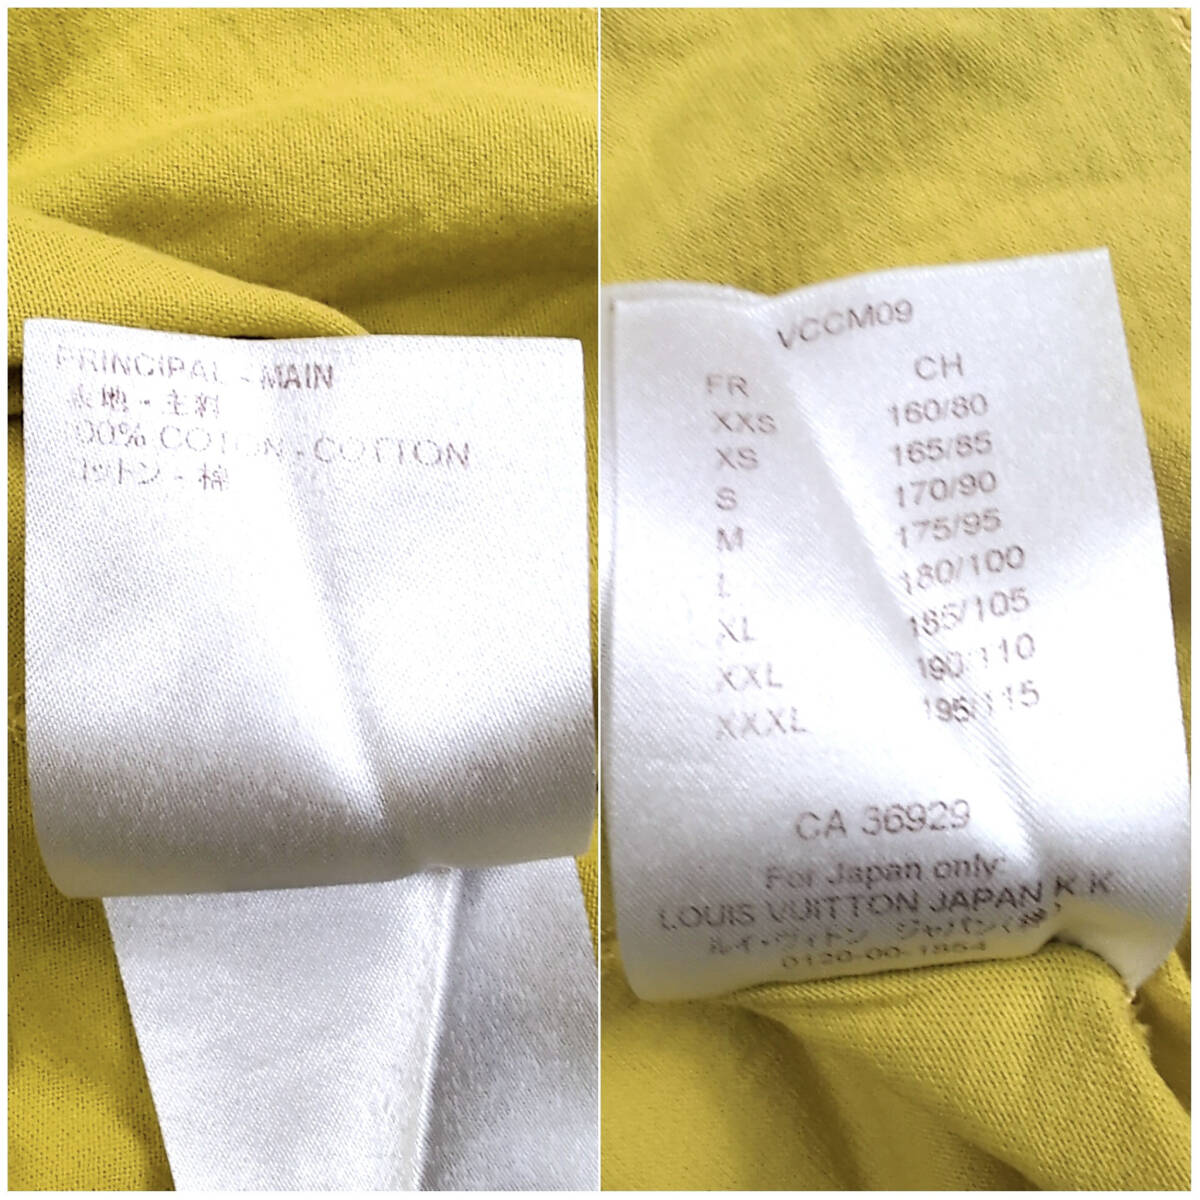 PRINCIPAL - MAIN
表地 - 主料
100% COTON - COTTON
コットン - 棉
VCCM09
FR CH
XXS 160/80
XS 165/85
S 170/90
M 175/95
L 180/100
XL 185/105
XXL 190/110
XXXL 195/115
CA 36929
For Japan only:
LOUIS VUITTON JAPAN K.K.
ルイ・ヴィトン ジャパン(株)
0120-00-1854